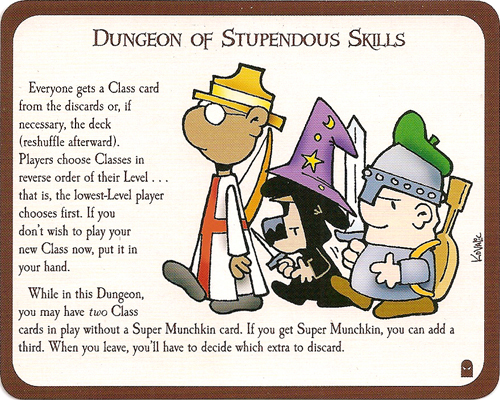 DUNGEON OF STUPENDOUS SKILLS
Everyone gets a Class card
from the discards or, if
necessary, the deck
(reshuffle afterward).
Players choose Classes in
reverse order of their Level . . .
that is, the lowest-Level player
chooses first. If you
don't wish to play your
new Class now, put it in
your hand.
While in this Dungeon,
you may have two Class
cards in play without a Super Munchkin card. If you get Super Munchkin, you can add a
third. When you leave, you'll have to decide which extra to discard.
Kovalic